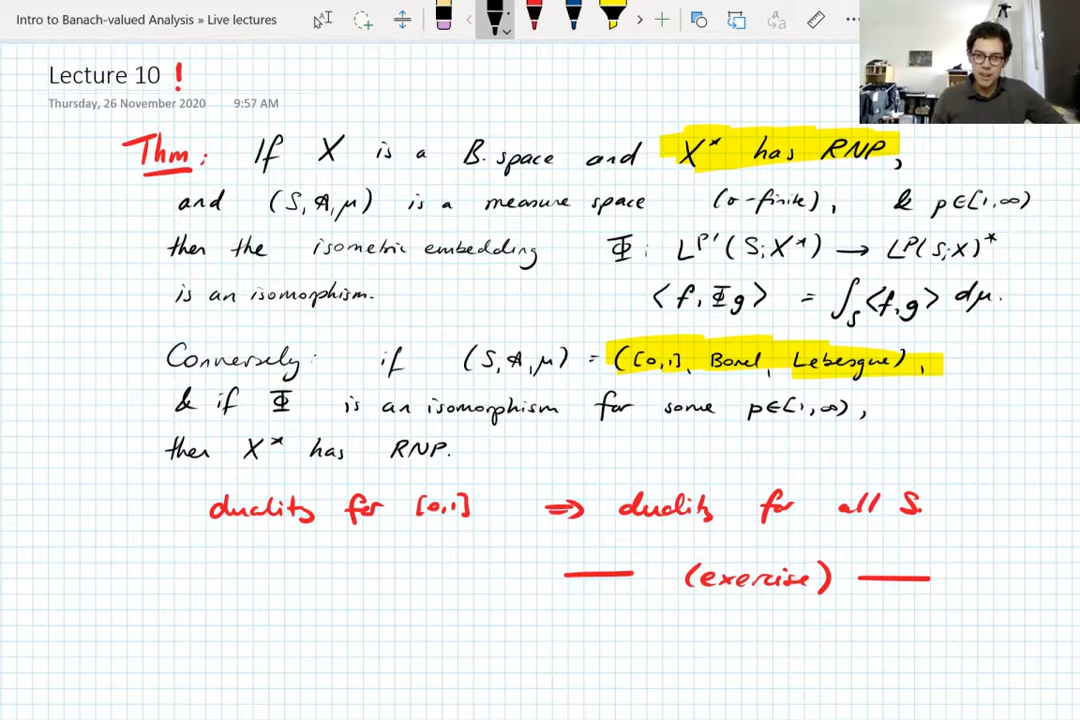 Intro to Banach-valued Analysis » Live lectures
Lecture 10 !
Thursday, 26 November 2020 9:57 AM
Thm: If X is a B. space and X* has RNP,
and (S, A, μ) is a measure space (σ-finite), & p∈[1,∞)
then the isometric embedding Φ: L^p'(S;X*) → L^p(S;X)*
is an isomorphism. <f, Φg> = ∫_S <f,g> dμ.
Conversely: if (S, A, μ) = ([0,1], Borel, Lebesgue),
& if Φ is an isomorphism for some p∈[1,∞),
then X* has RNP.
duality for [0,1] ⇒ duality for all S.
— (exercise) —